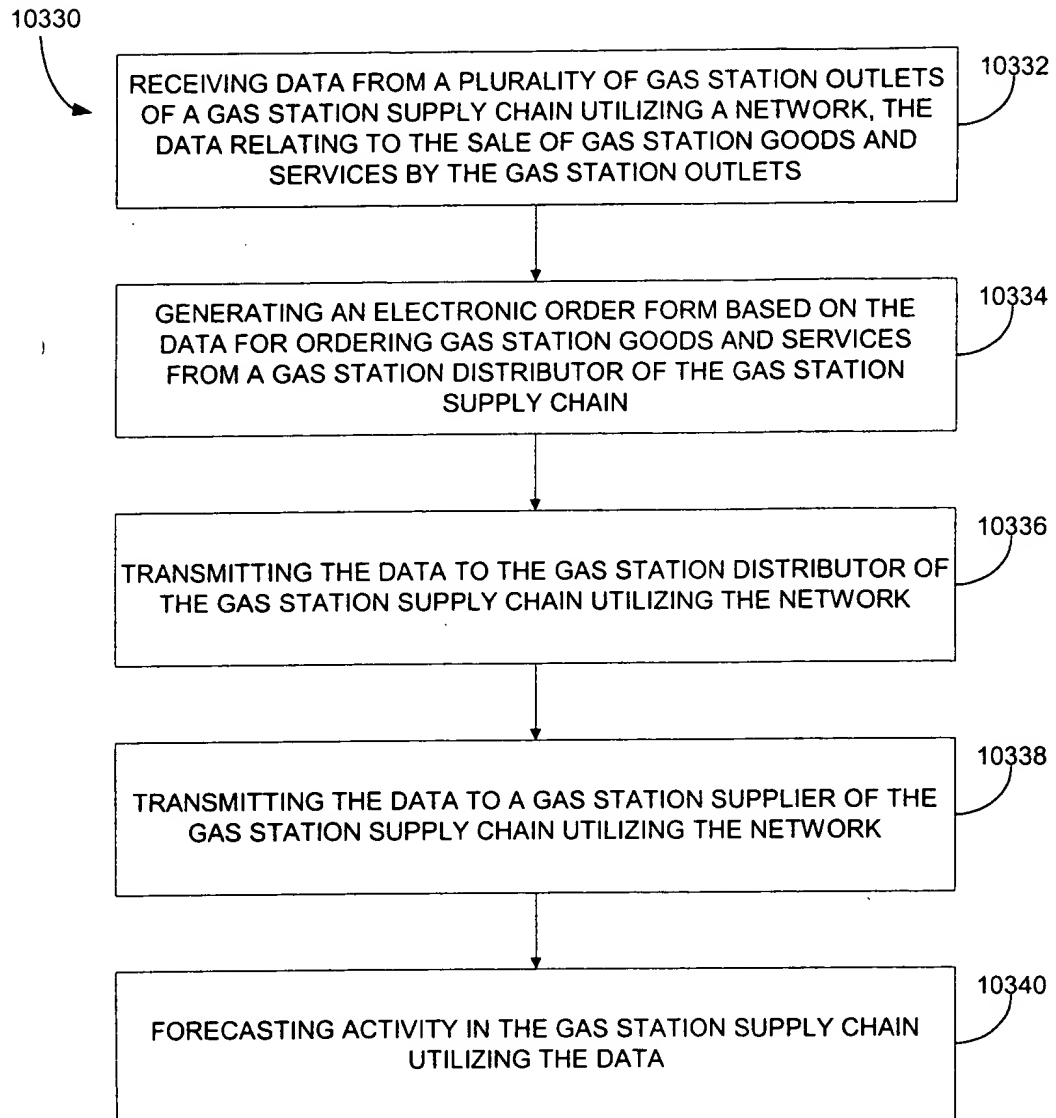 10330
10332
RECEIVING DATA FROM A PLURALITY OF GAS STATION OUTLETS
OF A GAS STATION SUPPLY CHAIN UTILIZING A NETWORK, THE
DATA RELATING TO THE SALE OF GAS STATION GOODS AND
SERVICES BY THE GAS STATION OUTLETS
10334
GENERATING AN ELECTRONIC ORDER FORM BASED ON THE
DATA FOR ORDERING GAS STATION GOODS AND SERVICES
FROM A GAS STATION DISTRIBUTOR OF THE GAS STATION
SUPPLY CHAIN
10336
TRANSMITTING THE DATA TO THE GAS STATION DISTRIBUTOR OF
THE GAS STATION SUPPLY CHAIN UTILIZING THE NETWORK
10338
TRANSMITTING THE DATA TO A GAS STATION SUPPLIER OF THE
GAS STATION SUPPLY CHAIN UTILIZING THE NETWORK
10340
FORECASTING ACTIVITY IN THE GAS STATION SUPPLY CHAIN
UTILIZING THE DATA